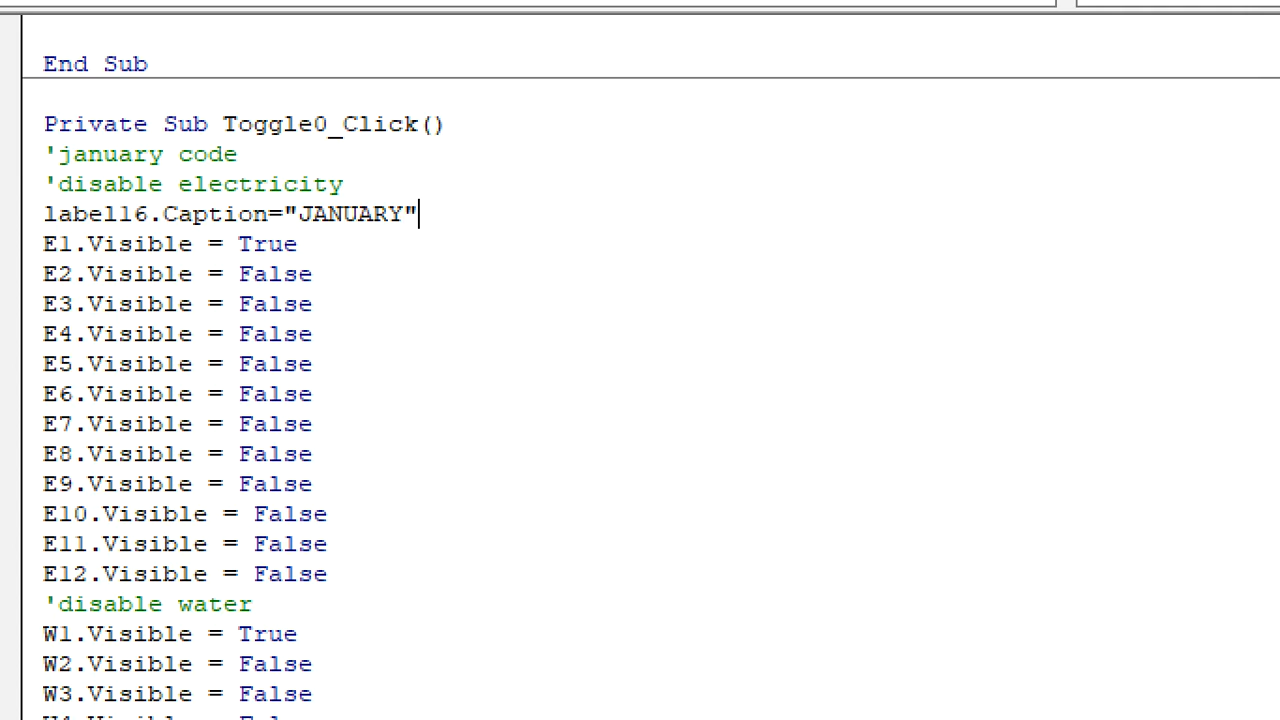 End Sub
Private Sub Toggle0_Click()
'january code
'disable electricity
label16.Caption="JANUARY"
E1.Visible = True
E2.Visible = False
E3.Visible = False
E4.Visible = False
E5.Visible = False
E6.Visible = False
E7.Visible = False
E8.Visible = False
E9.Visible = False
E10.Visible = False
E11.Visible = False
E12.Visible = False
'disable water
W1.Visible = True
W2.Visible = False
W3.Visible = False